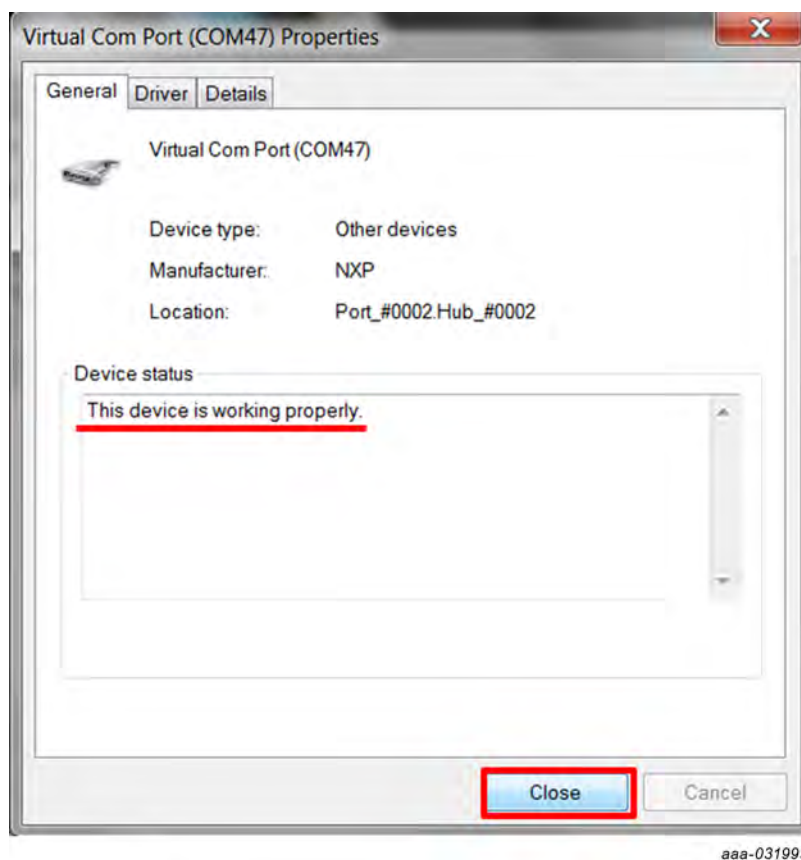 Virtual Com Port (COM47) Properties
General Driver Details
Virtual Com Port (COM47)
Device type: Other devices
Manufacturer: NXP
Location: Port_#0002.Hub_#0002
Device status
This device is working properly.
Close Cancel
aaa-03199